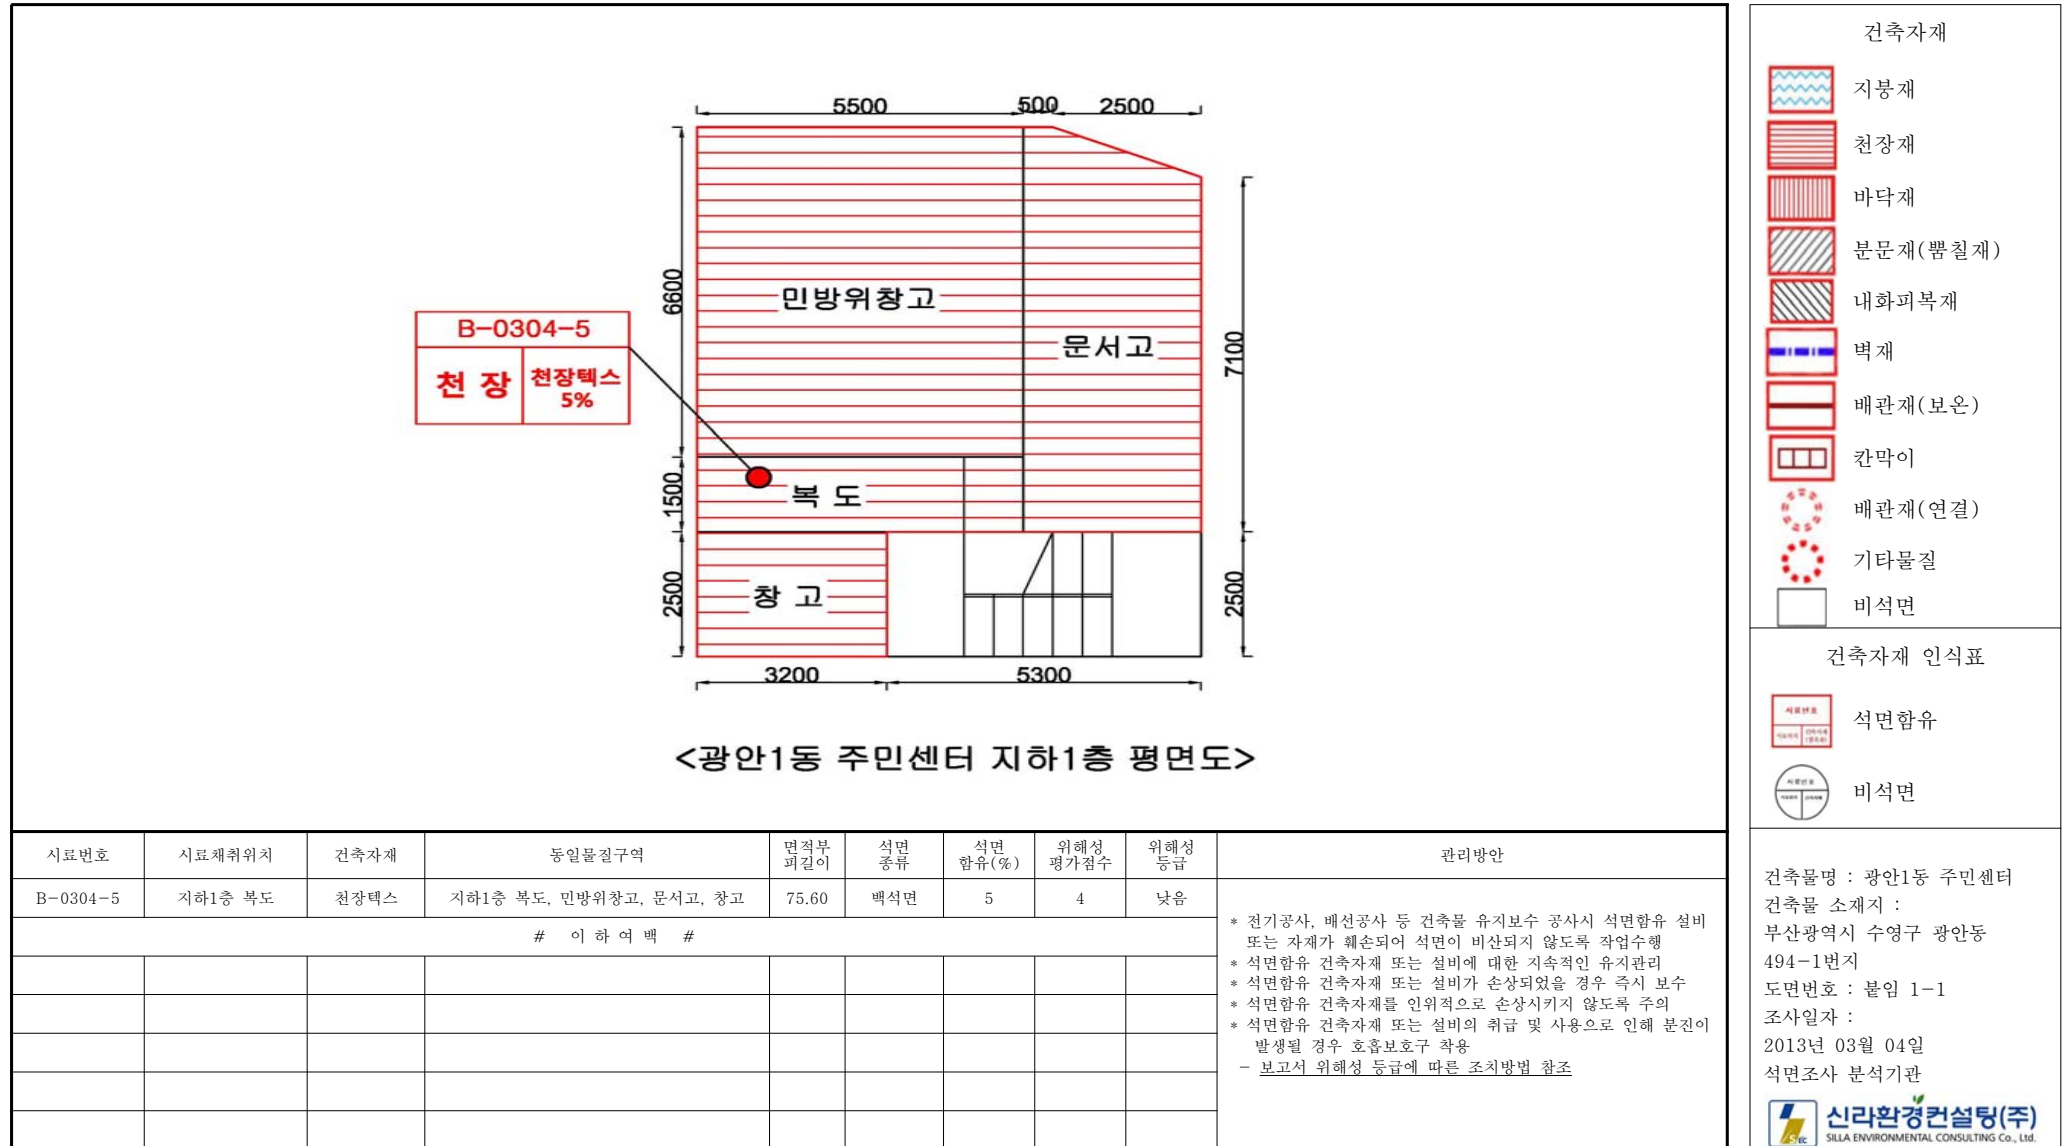 5500
500
2500
6600
민방위창고
문서고
7100
B-0304-5
천 장
천장텍스
5%
1500
복 도
2500
창 고
2500
3200
5300
<광안1동 주민센터 지하1층 평면도>
시료번호
시료채취위치
건축자재
동일물질구역
면적부
피길이
석면
종류
석면
함유(%)
위해성
평가점수
위해성
등급
관리방안
B-0304-5
지하1층 복도
천장텍스
지하1층 복도, 민방위창고, 문서고, 창고
75.60
백석면
5
4
낮음
# 이 하 여 백 #
* 전기공사, 배선공사 등 건축물 유지보수 공사시 석면함유 설비
또는 자재가 훼손되어 석면이 비산되지 않도록 작업수행
* 석면함유 건축자재 또는 설비에 대한 지속적인 유지관리
* 석면함유 건축자재 또는 설비가 손상되었을 경우 즉시 보수
* 석면함유 건축자재를 인위적으로 손상시키지 않도록 주의
* 석면함유 건축자재 또는 설비의 취급 및 사용으로 인해 분진이
발생될 경우 호흡보호구 착용
- 보고서 위해성 등급에 따른 조치방법 참조
건축자재
지붕재
천장재
바닥재
분문재(뿜칠재)
내화피복재
벽재
배관재(보온)
칸막이
배관재(연결)
기타물질
비석면
건축자재 인식표
시료번호
석면함유
시료번호
비석면
건축물명 : 광안1동 주민센터
건축물 소재지 :
부산광역시 수영구 광안동
494-1번지
도면번호 : 붙임 1-1
조사일자 :
2013년 03월 04일
석면조사 분석기관
신라환경컨설팅(주)
SILLA ENVIRONMENTAL CONSULTING Co., Ltd.